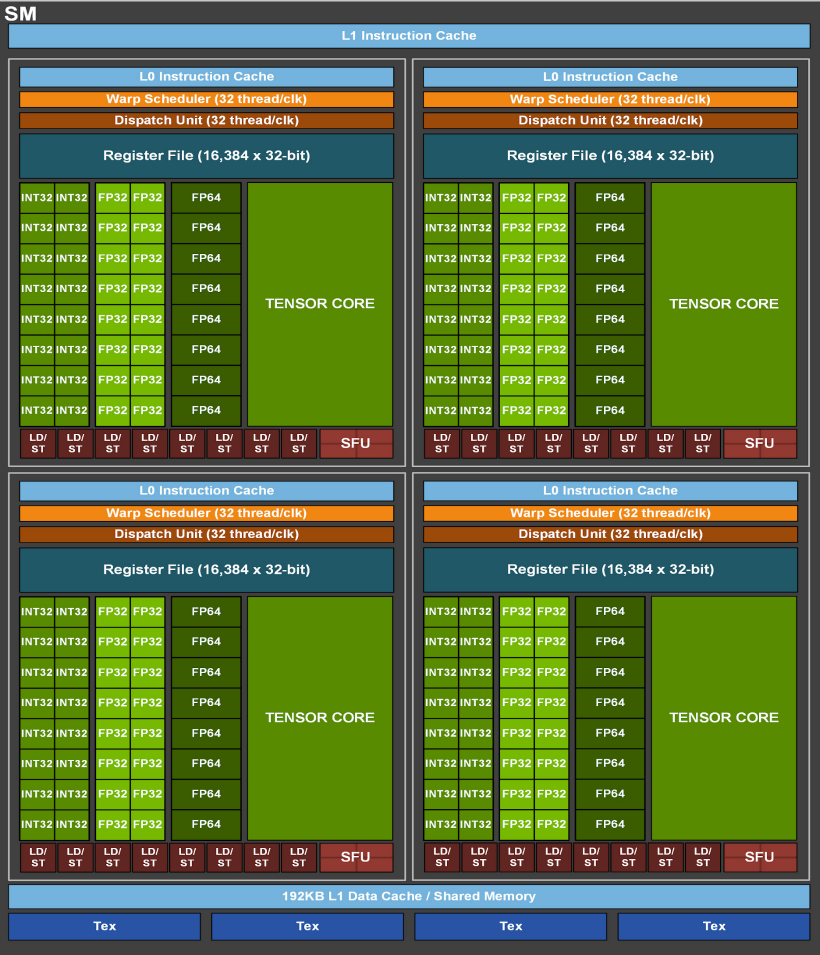 SM
L1 Instruction Cache
L0 Instruction Cache
Warp Scheduler (32 thread/clk)
Dispatch Unit (32 thread/clk)
Register File (16,384 x 32-bit)
INT32 INT32 FP32 FP32 FP64
INT32 INT32 FP32 FP32 FP64
INT32 INT32 FP32 FP32 FP64
INT32 INT32 FP32 FP32 FP64
INT32 INT32 FP32 FP32 FP64
INT32 INT32 FP32 FP32 FP64
INT32 INT32 FP32 FP32 FP64
INT32 INT32 FP32 FP32 FP64
TENSOR CORE
LD/ LD/ LD/ LD/ LD/ LD/ LD/ LD/
ST ST ST ST ST ST ST ST
SFU
L0 Instruction Cache
Warp Scheduler (32 thread/clk)
Dispatch Unit (32 thread/clk)
Register File (16,384 x 32-bit)
INT32 INT32 FP32 FP32 FP64
INT32 INT32 FP32 FP32 FP64
INT32 INT32 FP32 FP32 FP64
INT32 INT32 FP32 FP32 FP64
INT32 INT32 FP32 FP32 FP64
INT32 INT32 FP32 FP32 FP64
INT32 INT32 FP32 FP32 FP64
INT32 INT32 FP32 FP32 FP64
TENSOR CORE
LD/ LD/ LD/ LD/ LD/ LD/ LD/ LD/
ST ST ST ST ST ST ST ST
SFU
L0 Instruction Cache
Warp Scheduler (32 thread/clk)
Dispatch Unit (32 thread/clk)
Register File (16,384 x 32-bit)
INT32 INT32 FP32 FP32 FP64
INT32 INT32 FP32 FP32 FP64
INT32 INT32 FP32 FP32 FP64
INT32 INT32 FP32 FP32 FP64
INT32 INT32 FP32 FP32 FP64
INT32 INT32 FP32 FP32 FP64
INT32 INT32 FP32 FP32 FP64
INT32 INT32 FP32 FP32 FP64
TENSOR CORE
LD/ LD/ LD/ LD/ LD/ LD/ LD/ LD/
ST ST ST ST ST ST ST ST
SFU
L0 Instruction Cache
Warp Scheduler (32 thread/clk)
Dispatch Unit (32 thread/clk)
Register File (16,384 x 32-bit)
INT32 INT32 FP32 FP32 FP64
INT32 INT32 FP32 FP32 FP64
INT32 INT32 FP32 FP32 FP64
INT32 INT32 FP32 FP32 FP64
INT32 INT32 FP32 FP32 FP64
INT32 INT32 FP32 FP32 FP64
INT32 INT32 FP32 FP32 FP64
INT32 INT32 FP32 FP32 FP64
TENSOR CORE
LD/ LD/ LD/ LD/ LD/ LD/ LD/ LD/
ST ST ST ST ST ST ST ST
SFU
192KB L1 Data Cache / Shared Memory
Tex Tex Tex Tex